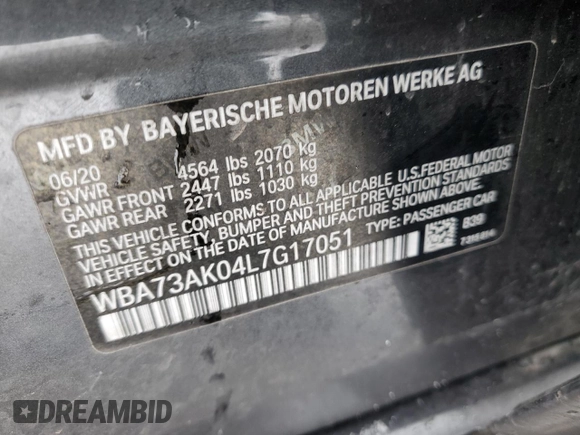 MFD BY BAYERISCHE MOTOREN WERKE AG
06/20
GVWR 4564 lbs 2070 kg
GAWR FRONT 2447 lbs 1110 kg
GAWR REAR 2271 lbs 1030 kg
THIS VEHICLE CONFORMS TO ALL APPLICABLE U.S.FEDERAL MOTOR
VEHICLE SAFETY, BUMPER AND THEFT PREVENTION STANDARDS
IN EFFECT ON THE DATE OF MANUFACTURE SHOWN ABOVE.
WBA73AK04L7G17051 TYPE: PASSENGER CAR
B39
DREAMBID